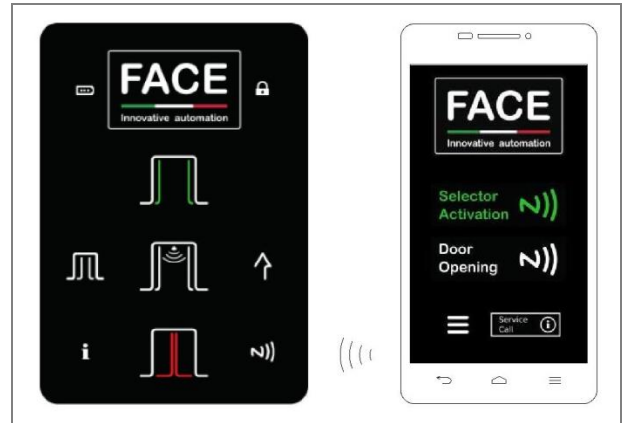 FACE
Innovative automation
FACE
Innovative automation
Selector
Activation
Door
Opening
Service
Call